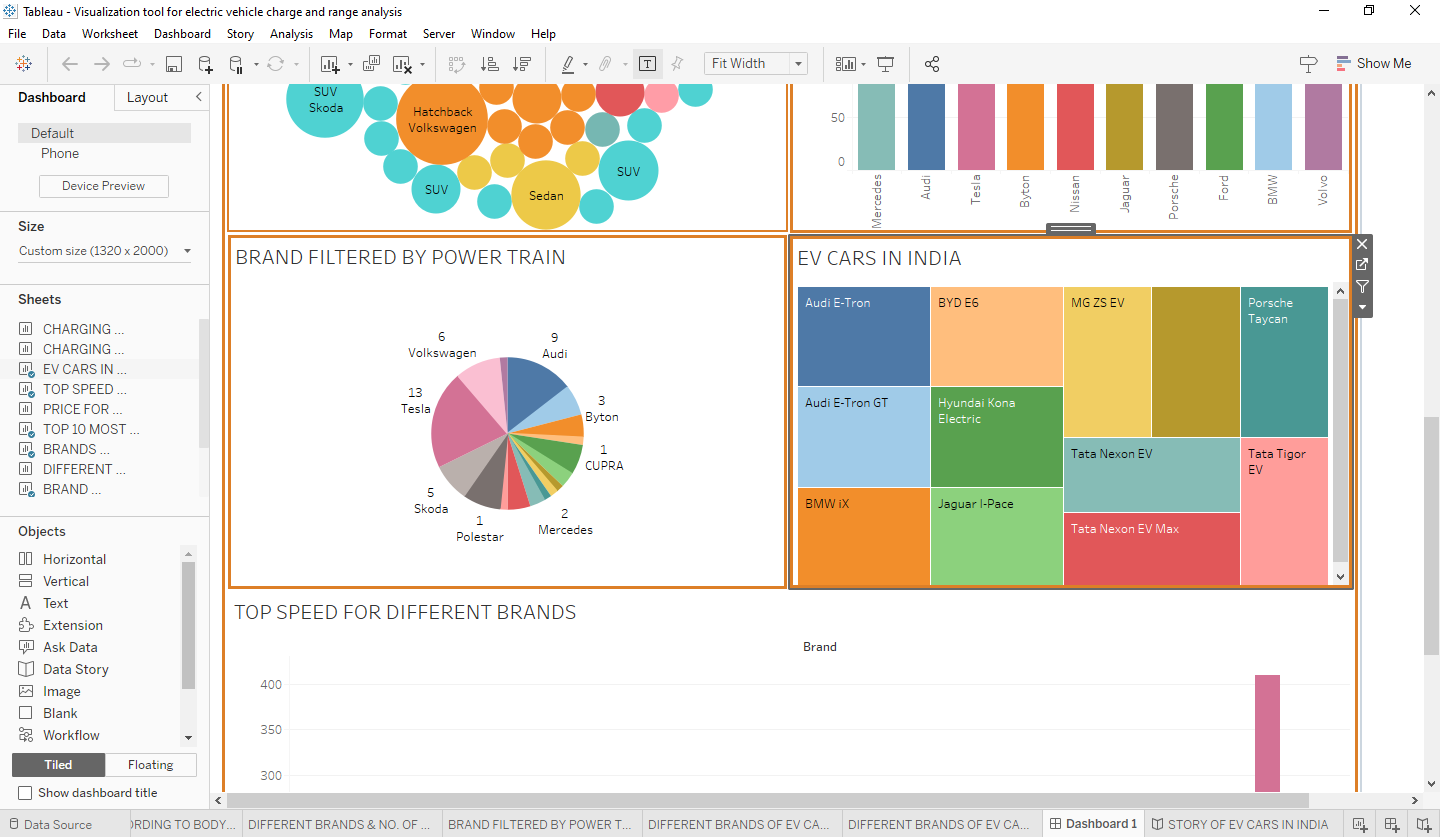 Tableau - Visualization tool for electric vehicle charge and range analysis
File Data Worksheet Dashboard Story Analysis Map Format Server Window Help
Fit Width
Show Me
Dashboard Layout
Default
Phone
Device Preview
Size
Custom size (1320 x 2000)
Sheets
CHARGING ...
CHARGING ...
EV CARS IN ...
TOP SPEED ...
PRICE FOR ...
TOP 10 MOST ...
BRANDS ...
DIFFERENT ...
BRAND ...
Objects
Horizontal
Vertical
A Text
Extension
Ask Data
Data Story
Image
Blank
Workflow
Tiled Floating
Show dashboard title
SUV
Skoda
Hatchback
Volkswagen
SUV
Sedan
SUV
50
0
Mercedes
Audi
Tesla
Byton
Nissan
Jaguar
Porsche
Ford
BMW
Volvo
BRAND FILTERED BY POWER TRAIN
6
Volkswagen
9
Audi
13
Tesla
3
Byton
1
CUPRA
5
Skoda
1
Polestar
2
Mercedes
EV CARS IN INDIA
Audi E-Tron
BYD E6
MG ZS EV
Porsche
Taycan
Audi E-Tron GT
Hyundai Kona
Electric
Tata Nexon EV
Tata Tigor
EV
BMW iX
Jaguar I-Pace
Tata Nexon EV Max
TOP SPEED FOR DIFFERENT BRANDS
Brand
400
350
300
Data Source
ORDING TO BODY...
DIFFERENT BRANDS & NO. OF ...
BRAND FILTERED BY POWER T...
DIFFERENT BRANDS OF EV CA...
DIFFERENT BRANDS OF EV CA...
Dashboard 1
STORY OF EV CARS IN INDIA